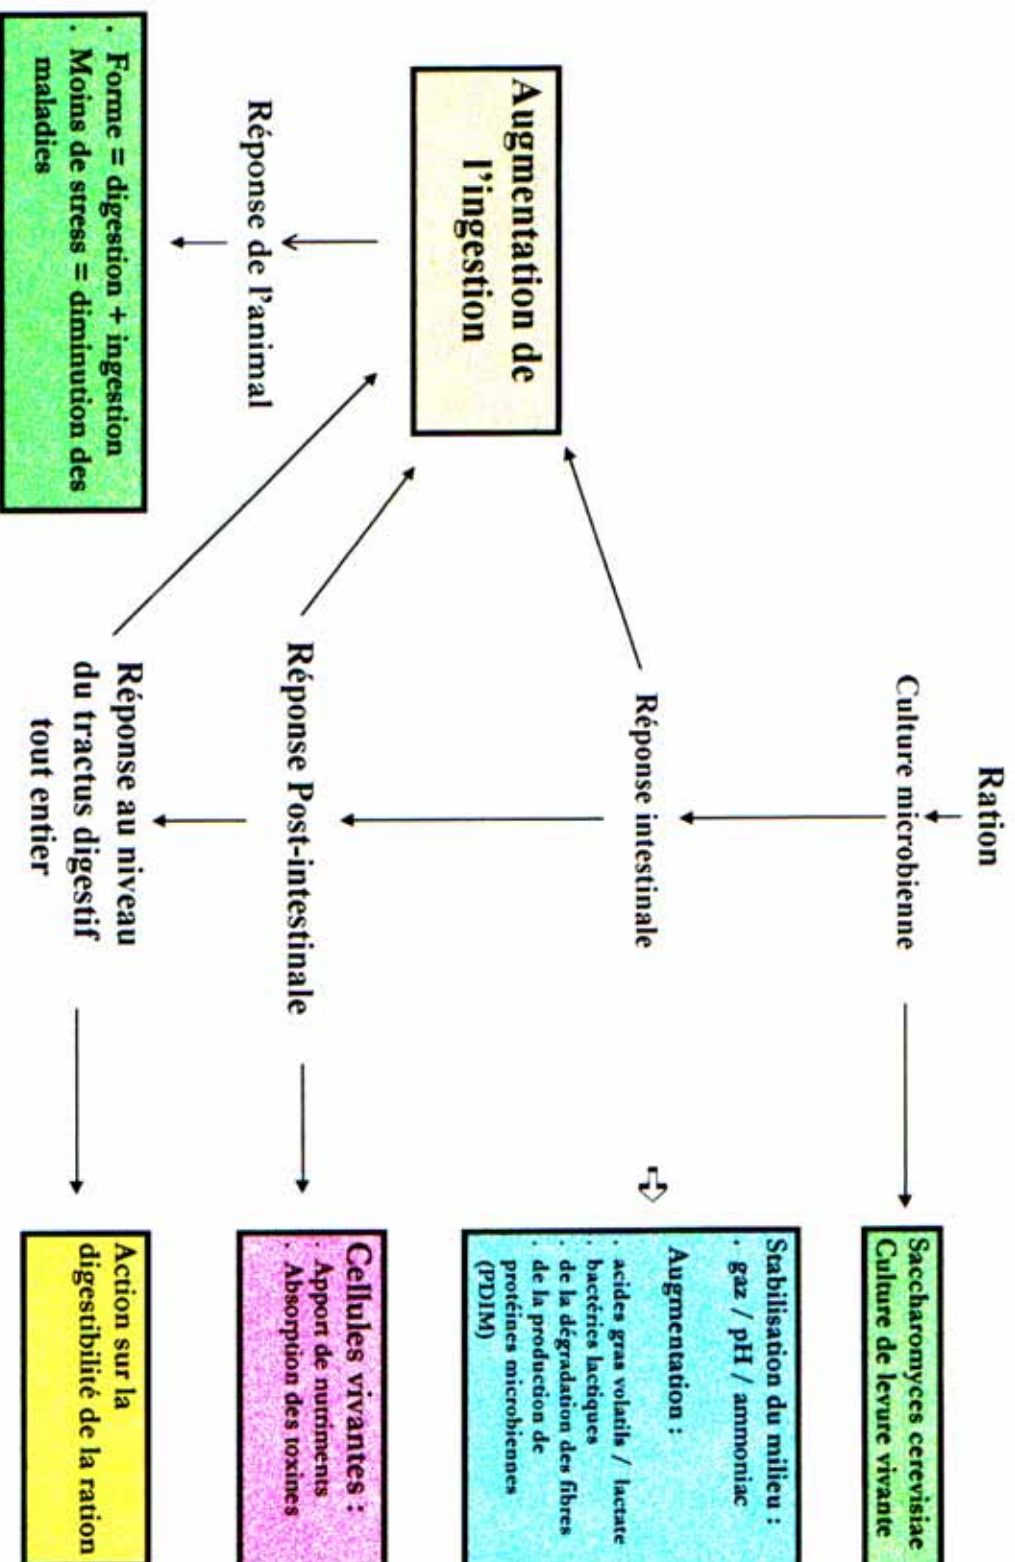 Ration
Culture microbienne
Saccharomyces cerevisiae
Culture de levure vivante
Réponse intestinale
Stabilisation du milieu :
. gaz / pH / ammoniac
Augmentation :
. acides gras volatils / lactate
. bactéries lactiques
. de la dégradation des fibres
. de la production de
protéines microbiennes
(PDIM)
Augmentation de
l'ingestion
Réponse Post-intestinale
Cellules vivantes :
. Apport de nutriments
. Absorption des toxines
Réponse de l'animal
Réponse au niveau
du tractus digestif
tout entier
Action sur la
digestibilité de la ration
. Forme = digestion + ingestion
. Moins de stress = diminution des
maladies